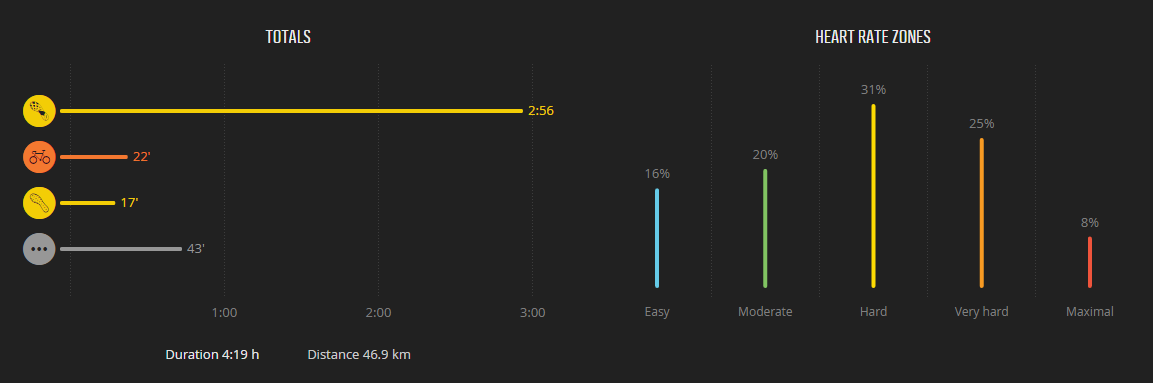 TOTALS
2:56
22'
17'
43'
1:00 2:00 3:00
Duration 4:19 h Distance 46.9 km
HEART RATE ZONES
16% 20% 31% 25% 8%
Easy Moderate Hard Very hard Maximal